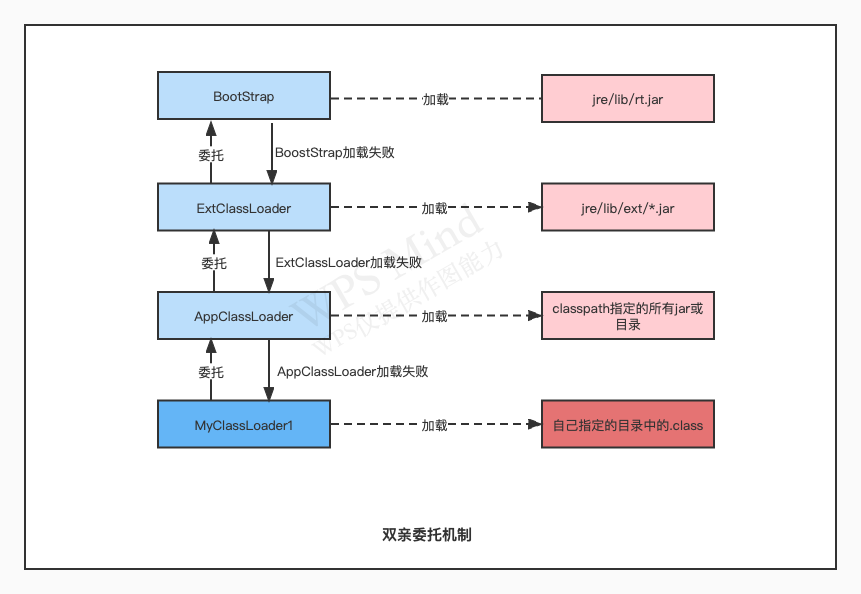 BootStrap
加载
jre/lib/rt.jar
委托
BoostStrap加载失败
ExtClassLoader
加载
jre/lib/ext/*.jar
委托
ExtClassLoader加载失败
AppClassLoader
加载
classpath指定的所有jar或
目录
委托
AppClassLoader加载失败
MyClassLoader1
加载
自己指定的目录中的.class
双亲委托机制
WPS Mind
WPS仅提供作图能力